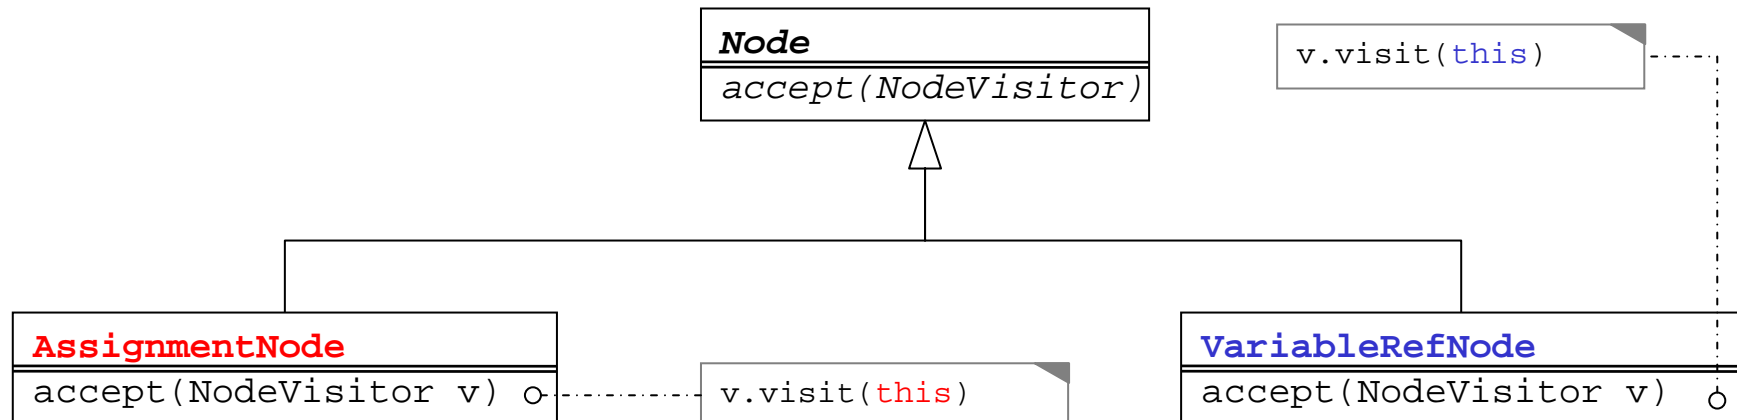 Node
accept(NodeVisitor)
v.visit(this)
AssignmentNode
accept(NodeVisitor v)
v.visit(this)
VariableRefNode
accept(NodeVisitor v)